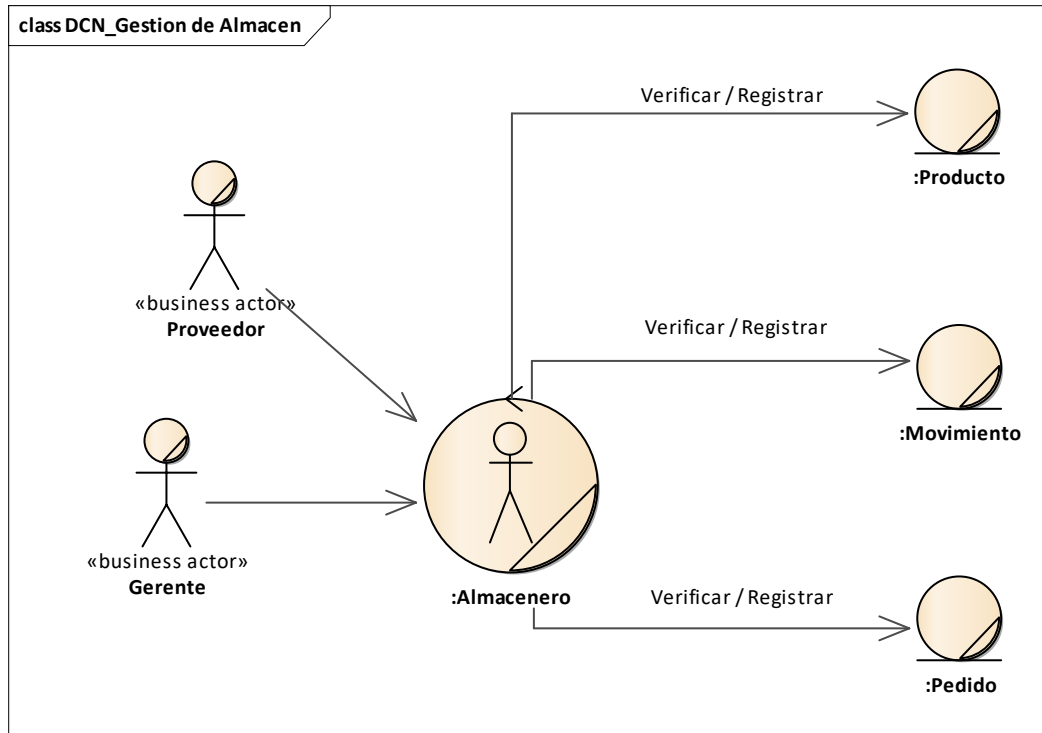 class DCN_Gestion de Almacen
Verificar / Registrar
:Producto
«business actor»
Proveedor
Verificar / Registrar
:Movimiento
«business actor»
Gerente
:Almacenero
Verificar / Registrar
:Pedido